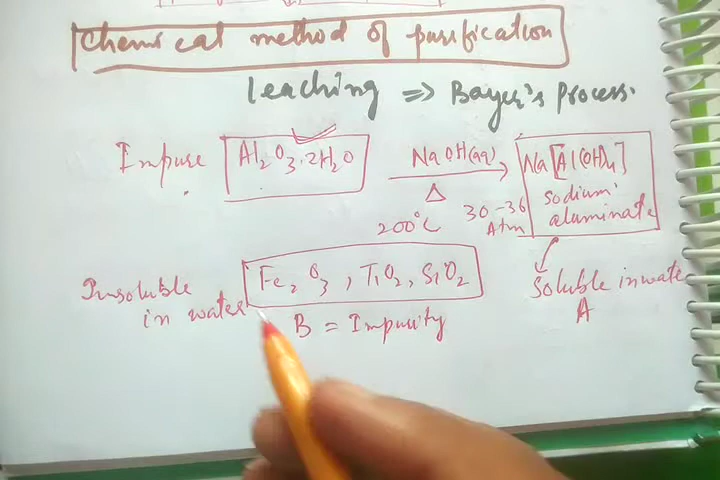 Chemical method of purification
leaching => Bayer's Process.
Impure Al2O3.2H2O NaOH(aq) Na[Al(OH)4]
Δ
200°C 30-36 Atm
sodium aluminate
Insoluble in water Fe2O3, TiO2, SiO2
Soluble in wate
A
B = Impurity